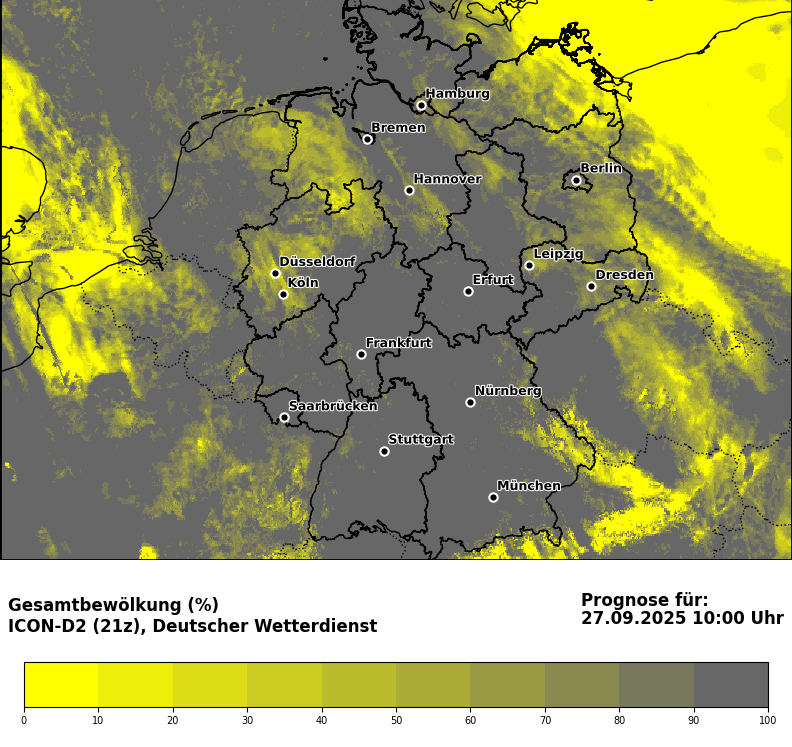 Hamburg
Bremen
Berlin
Hannover
Leipzig
Düsseldorf
Dresden
Köln
Erfurt
Frankfurt
Nürnberg
Saarbrücken
Stuttgart
München
Gesamtbewölkung (%)
ICON-D2 (21z), Deutscher Wetterdienst
Prognose für:
27.09.2025 10:00 Uhr
0 10 20 30 40 50 60 70 80 90 100